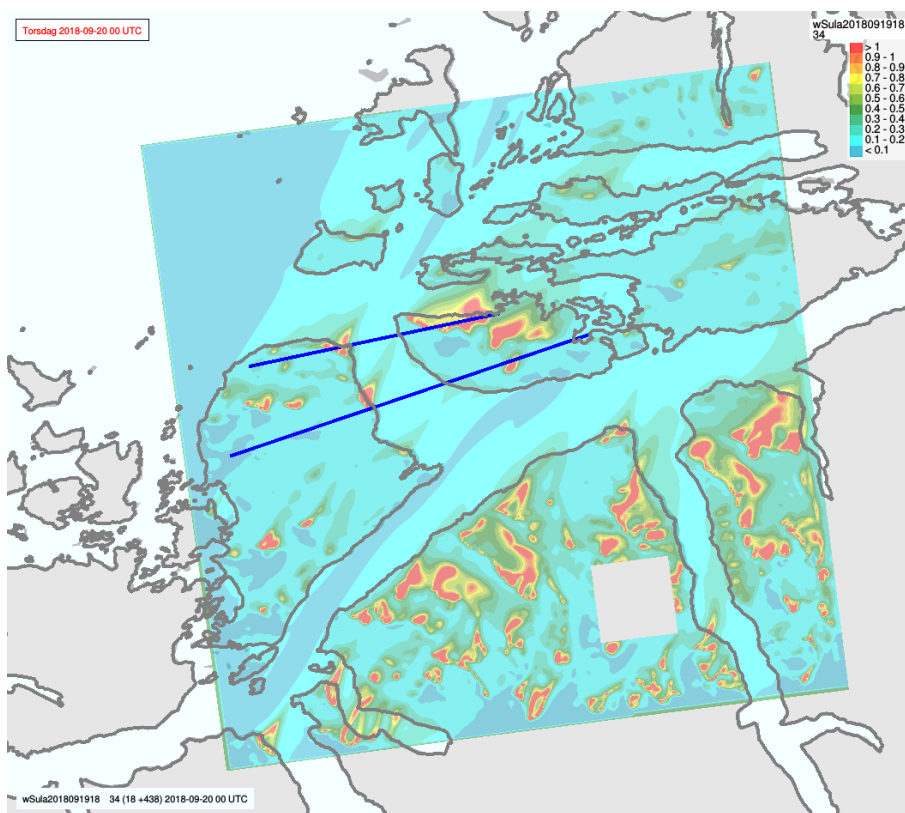 Torsdag 2018-09-20 00 UTC
wSula2018091918
34
> 1
0.9 - 1
0.8 - 0.9
0.7 - 0.8
0.6 - 0.7
0.5 - 0.6
0.4 - 0.5
0.3 - 0.4
0.2 - 0.3
0.1 - 0.2
< 0.1
wSula2018091918 34 (18 +438) 2018-09-20 00 UTC